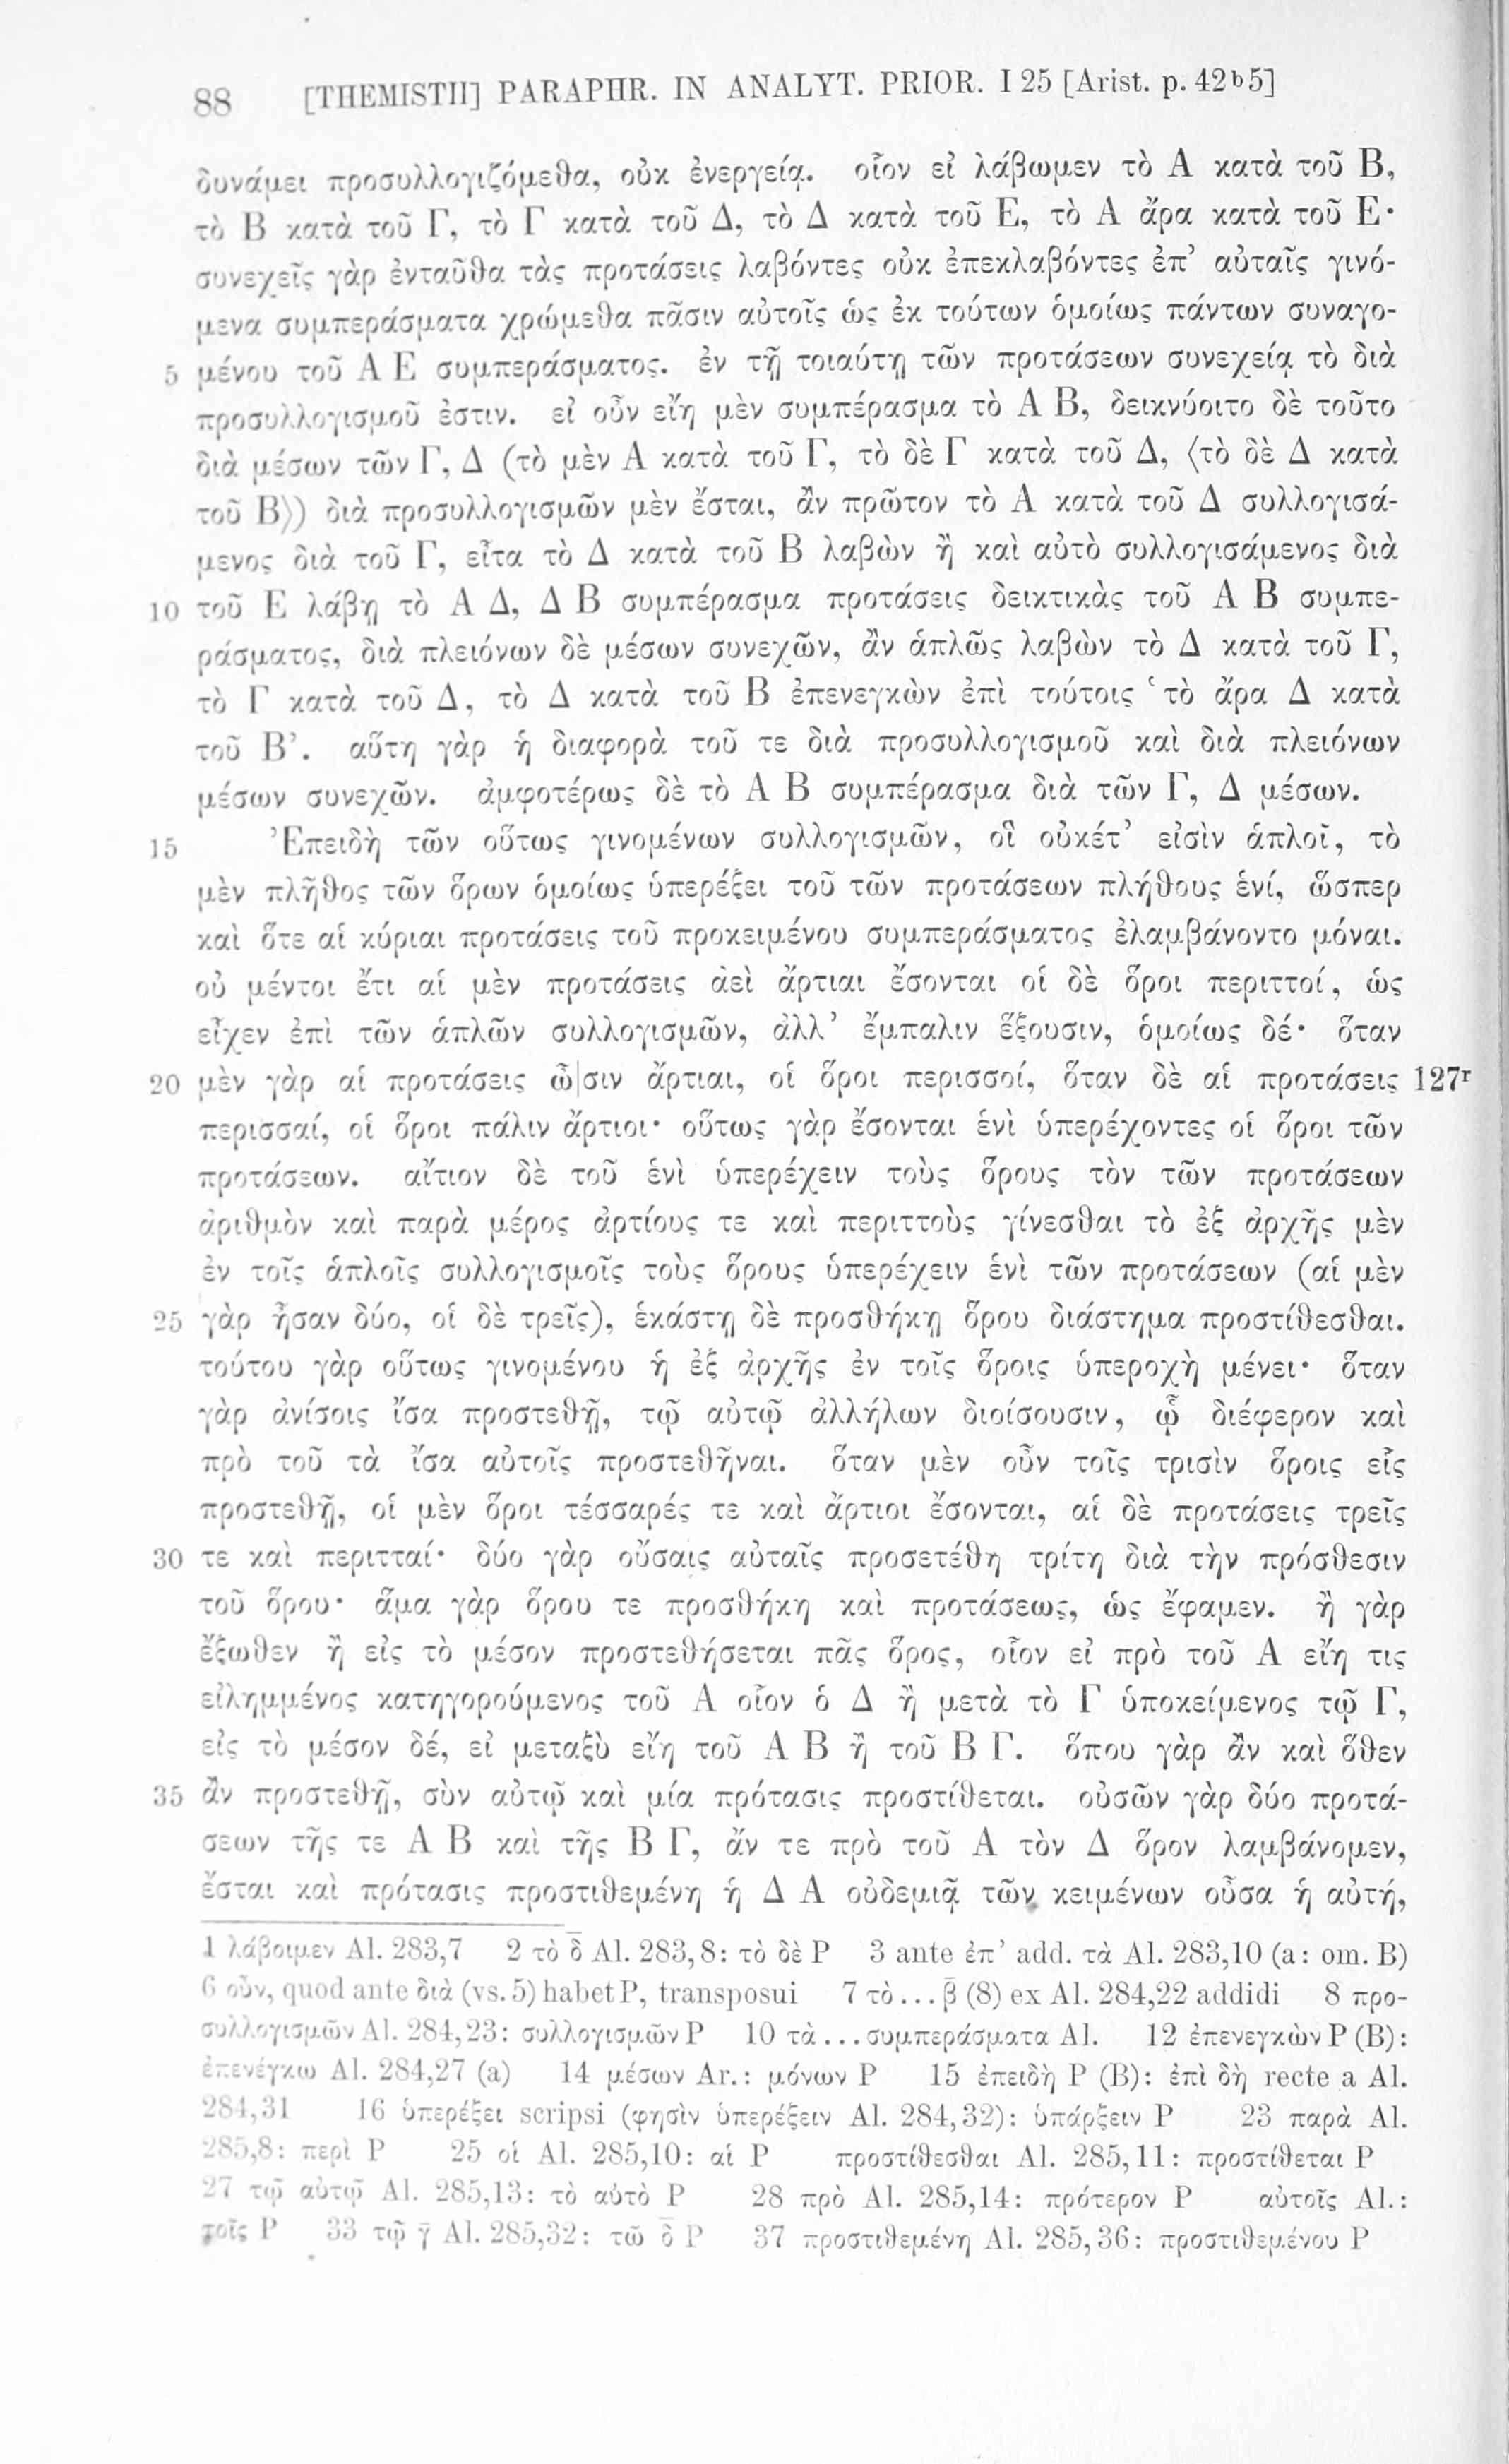 88 [THEMISTII] PARAPHR. IN ANALYT. PRIOR. I 25 [Arist. p. 42b5]
δυνάμει προσυλλογιζόμεθα, οὐκ ἐνεργείᾳ. οἷον εἰ λάβωμεν τὸ Α κατὰ τοῦ Β,
τὸ Β κατὰ τοῦ Γ, τὸ Γ κατὰ τοῦ Δ, τὸ Δ κατὰ τοῦ Ε, τὸ Α ἄρα κατὰ τοῦ Ε·
συνεχεῖς γὰρ ἐνταῦθα τὰς προτάσεις λαβόντες οὐκ ἐπεκλαβόντες ἐπ’ αὐταῖς γινό-
μενα συμπεράσματα χρώμεθα πᾶσιν αὐτοῖς ὡς ἐκ τούτων ὁμοίως πάντων συναγο-
5 μένου τοῦ Α Ε συμπεράσματος. ἐν τῇ τοιαύτῃ τῶν προτάσεων συνεχείᾳ τὸ διὰ
προσυλλογισμοῦ ἐστιν. εἰ οὖν εἴη μὲν συμπέρασμα τὸ Α Β, δεικνύοιτο δὲ τοῦτο
διὰ μέσων τῶν Γ, Δ (τὸ μὲν Α κατὰ τοῦ Γ, τὸ δὲ Γ κατὰ τοῦ Δ, ⟨τὸ δὲ Δ κατὰ
τοῦ Β⟩) διὰ προσυλλογισμῶν μὲν ἔσται, ἂν πρῶτον τὸ Α κατὰ τοῦ Δ συλλογισά-
μενος διὰ τοῦ Γ, εἶτα τὸ Δ κατὰ τοῦ Β λαβὼν ἢ καὶ αὐτὸ συλλογισάμενος διὰ
10 τοῦ Ε λάβῃ τὸ Α Δ, Δ Β συμπέρασμα προτάσεις δεικτικὰς τοῦ Α Β συμπε-
ράσματος, διὰ πλειόνων δὲ μέσων συνεχῶν, ἂν ἁπλῶς λαβὼν τὸ Δ κατὰ τοῦ Γ,
τὸ Γ κατὰ τοῦ Δ, τὸ Δ κατὰ τοῦ Β ἐπενεγκὼν ἐπὶ τούτοις ‘τὸ ἄρα Δ κατὰ
τοῦ Β’. αὕτη γὰρ ἡ διαφορὰ τοῦ τε διὰ προσυλλογισμοῦ καὶ διὰ πλειόνων
μέσων συνεχῶν. ἀμφοτέρως δὲ τὸ Α Β συμπέρασμα διὰ τῶν Γ, Δ μέσων.
15 Ἐπειδὴ τῶν οὕτως γινομένων συλλογισμῶν, οἳ οὐκέτ’ εἰσὶν ἁπλοῖ, τὸ
μὲν πλῆθος τῶν ὅρων ὁμοίως ὑπερέξει τοῦ τῶν προτάσεων πλήθους ἑνί, ὥσπερ
καὶ ὅτε αἱ κύριαι προτάσεις τοῦ προκειμένου συμπεράσματος ἐλαμβάνοντο μόναι.
οὐ μέντοι ἔτι αἱ μὲν προτάσεις ἀεὶ ἄρτιαι ἔσονται οἱ δὲ ὅροι περιττοί, ὡς
εἶχεν ἐπὶ τῶν ἁπλῶν συλλογισμῶν, ἀλλ’ ἔμπαλιν ἕξουσιν, ὁμοίως δέ· ὅταν
20 μὲν γὰρ αἱ προτάσεις ὦ|σιν ἄρτιαι, οἱ ὅροι περισσοί, ὅταν δὲ αἱ προτάσεις 127r
περισσαί, οἱ ὅροι πάλιν ἄρτιοι· οὕτως γὰρ ἔσονται ἑνὶ ὑπερέχοντες οἱ ὅροι τῶν
προτάσεων. αἴτιον δὲ τοῦ ἑνὶ ὑπερέχειν τοὺς ὅρους τὸν τῶν προτάσεων
ἀριθμὸν καὶ παρὰ μέρος ἀρτίους τε καὶ περιττοὺς γίνεσθαι τὸ ἐξ ἀρχῆς μὲν
ἐν τοῖς ἁπλοῖς συλλογισμοῖς τοὺς ὅρους ὑπερέχειν ἑνὶ τῶν προτάσεων (αἱ μὲν
25 γὰρ ἦσαν δύο, οἱ δὲ τρεῖς), ἑκάστῃ δὲ προσθήκῃ ὅρου διάστημα προστίθεσθαι.
τούτου γὰρ οὕτως γινομένου ἡ ἐξ ἀρχῆς ἐν τοῖς ὅροις ὑπεροχὴ μένει· ὅταν
γὰρ ἀνίσοις ἴσα προστεθῇ, τῷ αὐτῷ ἀλλήλων διοίσουσιν, ᾧ διέφερον καὶ
πρὸ τοῦ τὰ ἴσα αὐτοῖς προστεθῆναι. ὅταν μὲν οὖν τοῖς τρισὶν ὅροις εἷς
προστεθῇ, οἱ μὲν ὅροι τέσσαρές τε καὶ ἄρτιοι ἔσονται, αἱ δὲ προτάσεις τρεῖς
30 τε καὶ περιτταί· δύο γὰρ οὔσαις αὐταῖς προσετέθη τρίτη διὰ τὴν πρόσθεσιν
τοῦ ὅρου· ἅμα γὰρ ὅρου τε προσθήκη καὶ προτάσεως, ὡς ἔφαμεν. ἢ γὰρ
ἔξωθεν ἢ εἰς τὸ μέσον προστεθήσεται πᾶς ὅρος, οἷον εἰ πρὸ τοῦ Α εἴη τις
εἰλημμένος κατηγορούμενος τοῦ Α οἷον ὁ Δ ἢ μετὰ τὸ Γ ὑποκείμενος τῷ Γ,
εἰς τὸ μέσον δέ, εἰ μεταξὺ εἴη τοῦ Α Β ἢ τοῦ Β Γ. ὅπου γὰρ ἂν καὶ ὅθεν
35 ἂν προστεθῇ, σὺν αὐτῷ καὶ μία πρότασις προστίθεται. οὐσῶν γὰρ δύο προτά-
σεων τῆς τε Α Β καὶ τῆς Β Γ, ἄν τε πρὸ τοῦ Α τὸν Δ ὅρον λαμβάνομεν,
ἔσται καὶ πρότασις προστιθεμένη ἡ Δ Α οὐδεμιᾷ τῶν κειμένων οὖσα ἡ αὐτή,
1 λάβοιμεν Al. 283,7 2 τὸ δ̄ Al. 283,8: τὸ δὲ P 3 ante ἐπ’ add. τὰ Al. 283,10 (a: om. B)
6 οὖν, quod ante διὰ (vs. 5) habet P, transposui 7 τὸ...β̄ (8) ex Al. 284,22 addidi 8 προ-
συλλογισμῶν Al. 284,23: συλλογισμῶν P 10 τὰ...συμπεράσματα Al. 12 ἐπενεγκὼν P (B):
ἐπενέγκω Al. 284,27 (a) 14 μέσων Ar.: μόνων P 15 ἐπειδὴ P (B): ἐπὶ δὴ recte a Al.
284,31 16 ὑπερέξει scripsi (φησὶν ὑπερέξειν Al. 284,32): ὑπάρξειν P 23 παρὰ Al.
285,8: περὶ P 25 οἱ Al. 285,10: αἱ P προστίθεσθαι Al. 285,11: προστίθεται P
27 τῷ αὐτῷ Al. 285,13: τὸ αὐτὸ P 28 πρὸ Al. 285,14: πρότερον P αὐτοῖς Al.:
τοῖς P 33 τῷ γ̄ Al. 285,32: τῶ δ̄ P 37 προστιθεμένη Al. 285,36: προστιθεμένου P